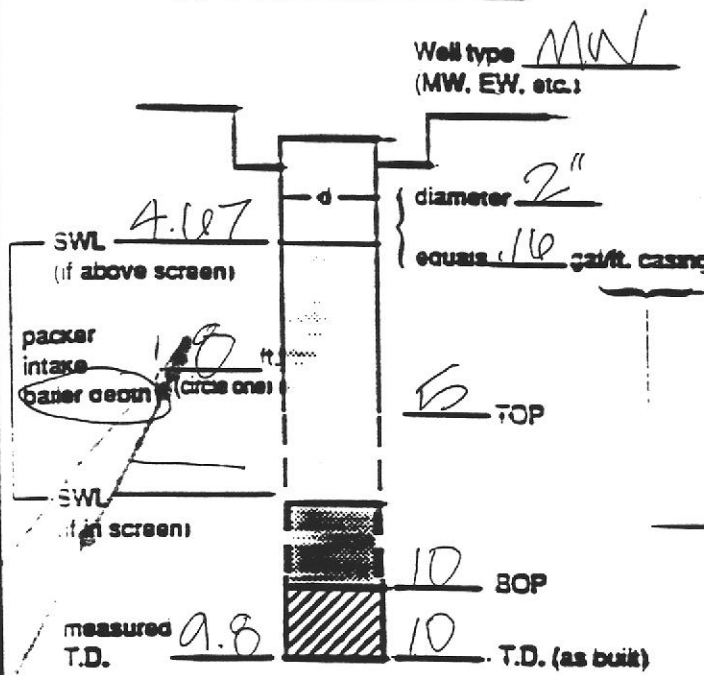 Well type MW
(MW. EW. etc.)
d
diameter 2"
SWL 4.67
(if above screen)
equals .16 gal/ft. casing
packer
intake 8 ft.
bailer depth (circle one)
5 TOP
SWL
(if in screen)
10 BOP
measured
T.D. 9.8
10 T.D. (as built)